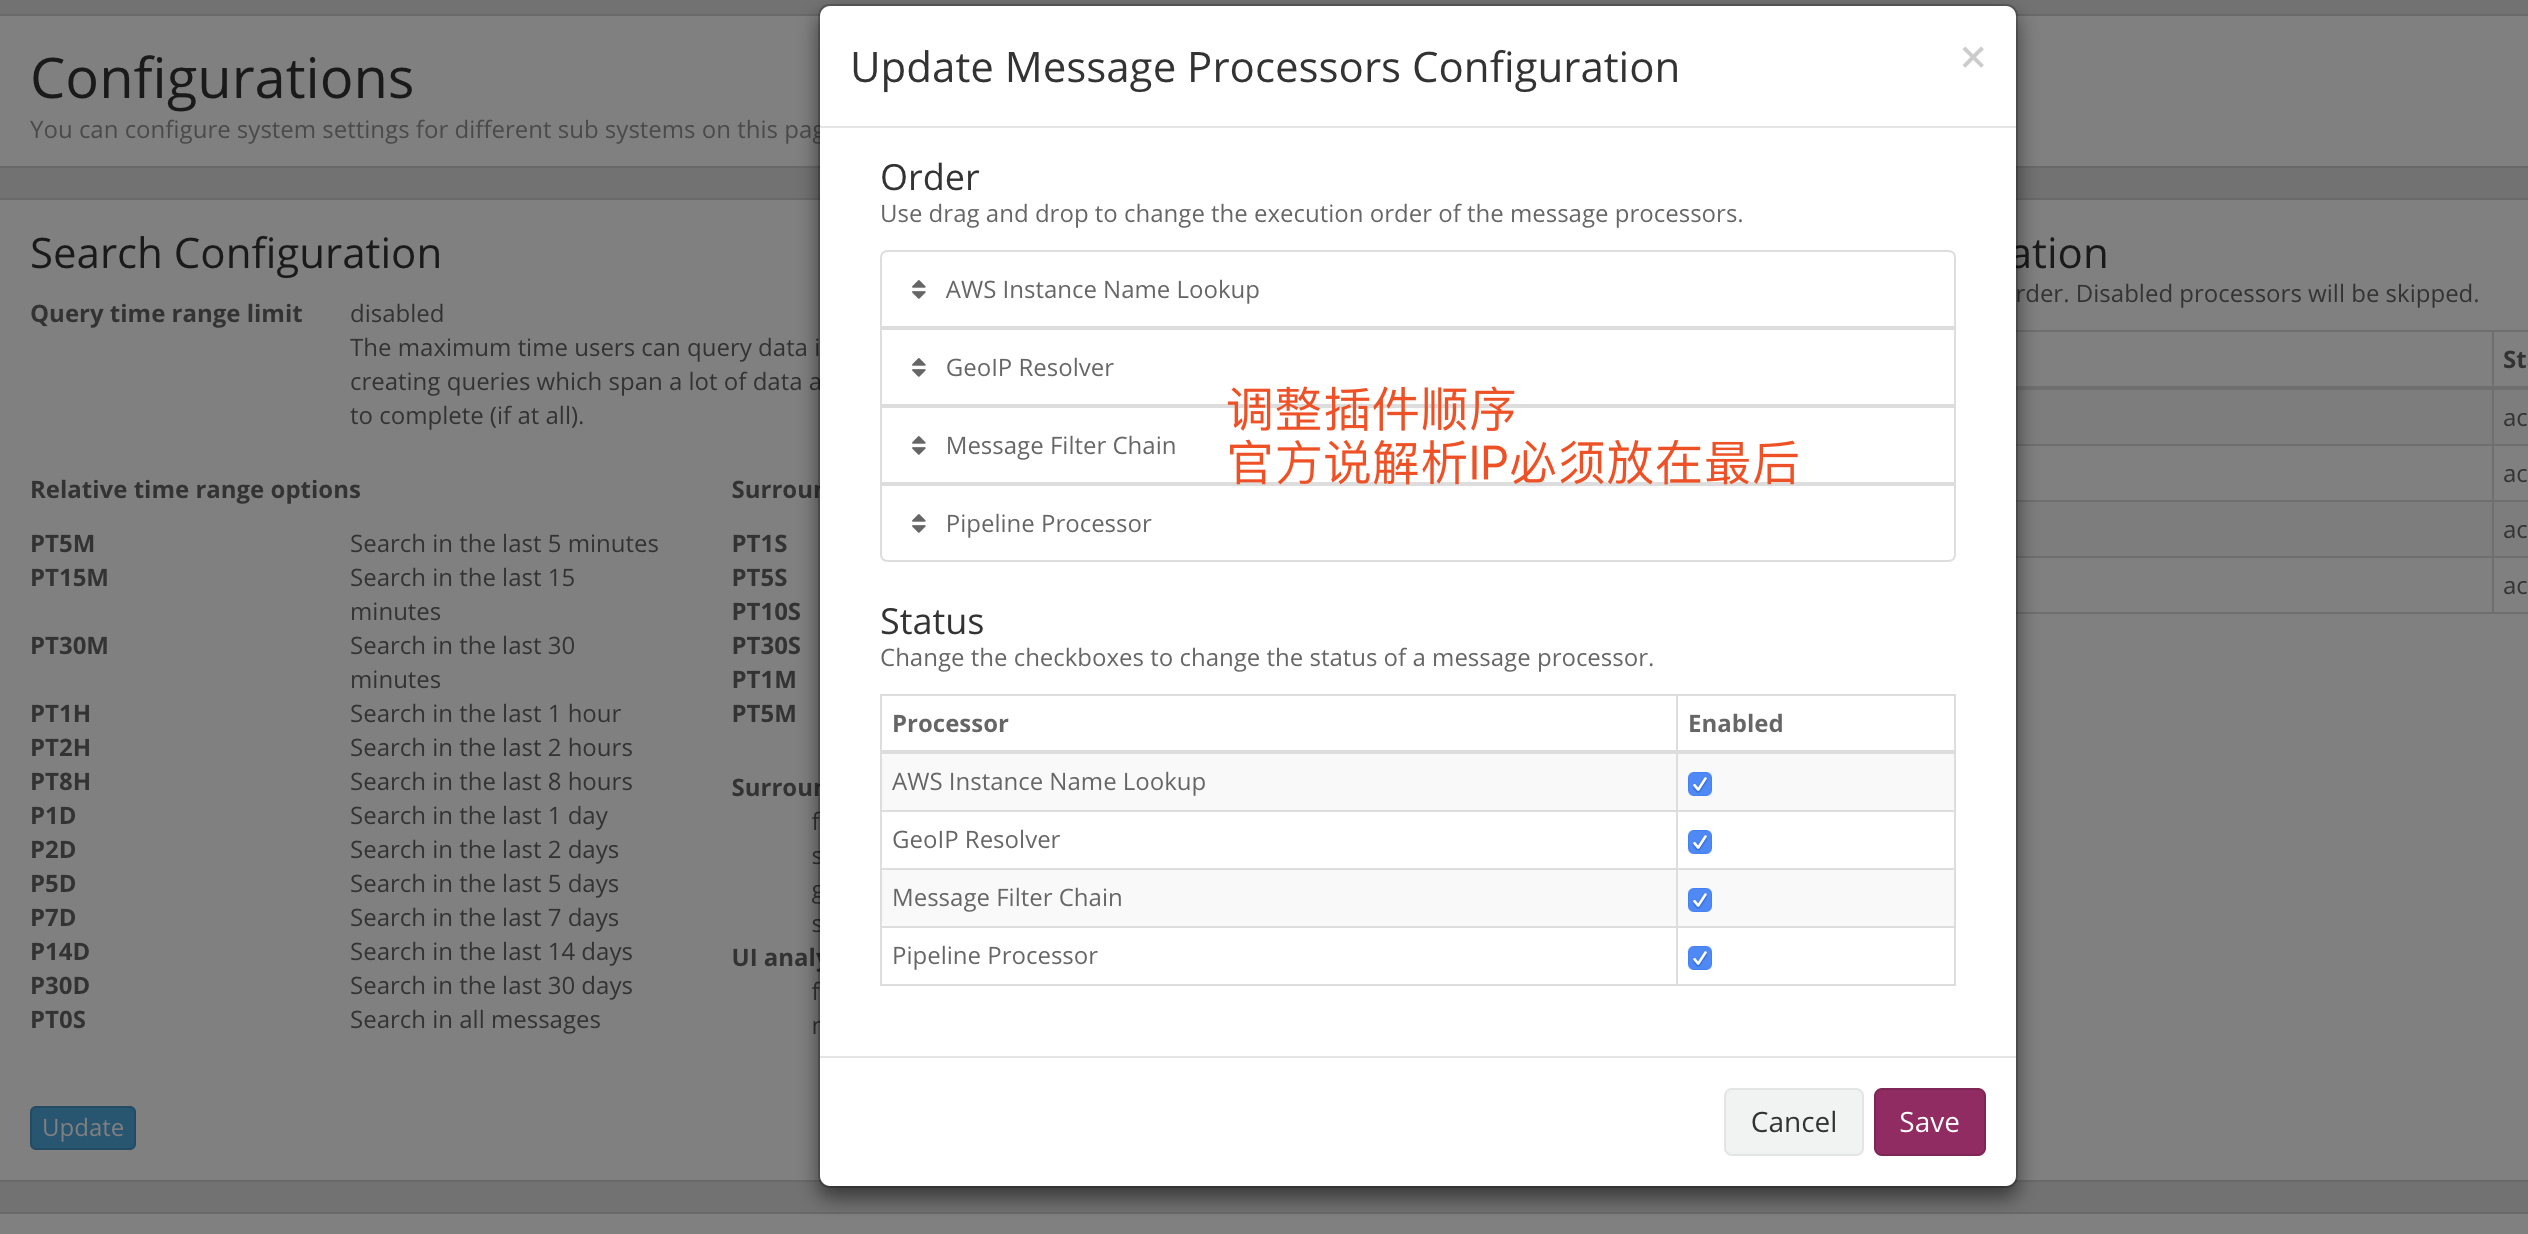 Configurations
You can configure system settings for different sub systems on this
Search Configuration
Query time range limit
disabled
The maximum time users can query data
creating queries which span a lot of data
to complete (if at all).
Relative time range options
PT5M Search in the last 5 minutes
PT15M Search in the last 15
minutes
PT30M Search in the last 30
minutes
PT1H Search in the last 1 hour
PT2H Search in the last 2 hours
PT8H Search in the last 8 hours
P1D Search in the last 1 day
P2D Search in the last 2 days
P5D Search in the last 5 days
P7D Search in the last 7 days
P14D Search in the last 14 days
P30D Search in the last 30 days
PT0S Search in all messages
Update
PT1S
PT5S
PT10S
PT30S
PT1M
PT5M
UI
Update Message Processors Configuration
×
Order
Use drag and drop to change the execution order of the message processors.
AWS Instance Name Lookup
GeoIP Resolver
Message Filter Chain
Pipeline Processor
调整插件顺序
官方说解析IP必须放在最后
Status
Change the checkboxes to change the status of a message processor.
Processor Enabled
AWS Instance Name Lookup
GeoIP Resolver
Message Filter Chain
Pipeline Processor
Cancel
Save
Disabled processors will be skipped.